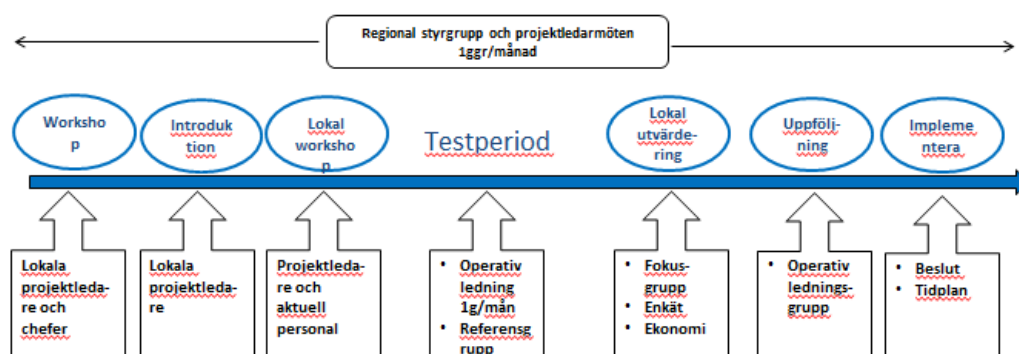 Regional styrgrupp och projektledarmöten
1ggr/månad
Worksho
p
Introduk
tion
Lokal
worksho
p
Testperiod
Lokal
utvärde-
ring
Uppfölj-
ning
Impleme
ntera
Lokala
projektleda-
re och
chefer
Lokala
projektleda-
re
Projektleda-
re och
aktuell
personal
• Operativ
ledning
1g/mån
• Referensg
rupp
• Fokus-
grupp
• Enkät
• Ekonomi
• Operativ
lednings-
grupp
• Beslut
• Tidplan